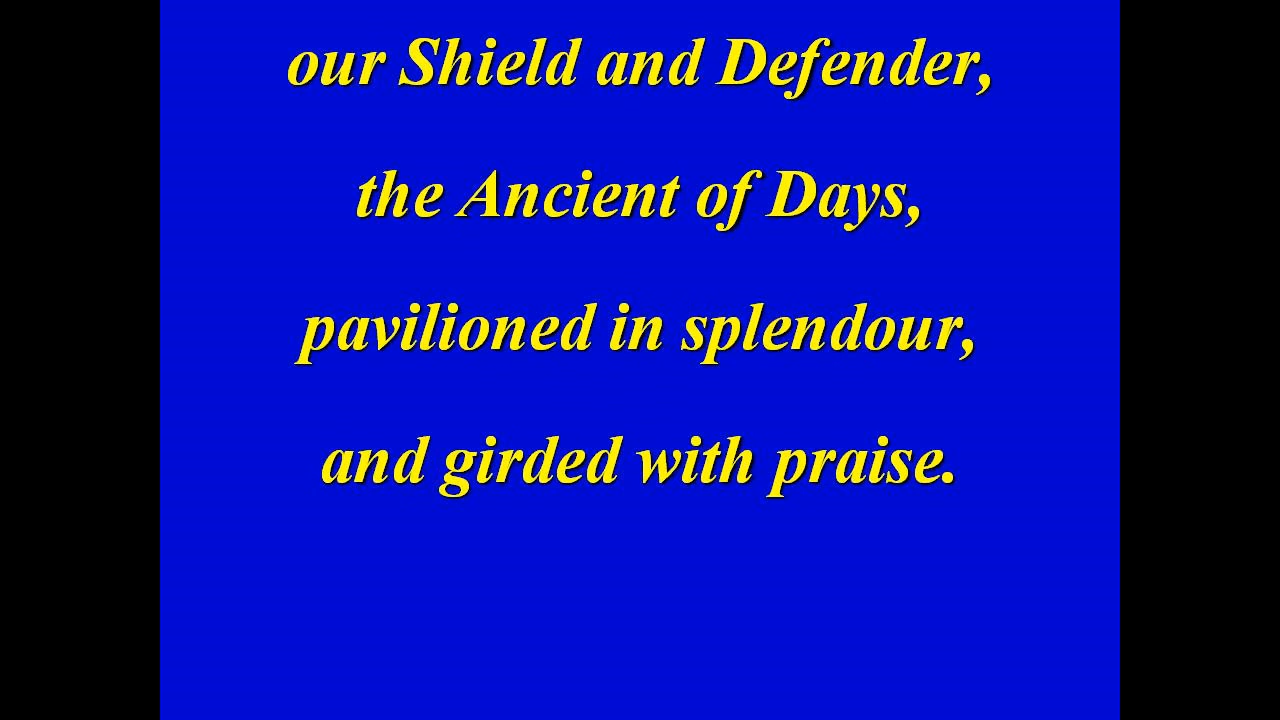 our Shield and Defender,
the Ancient of Days,
pavilioned in splendour,
and girded with praise.